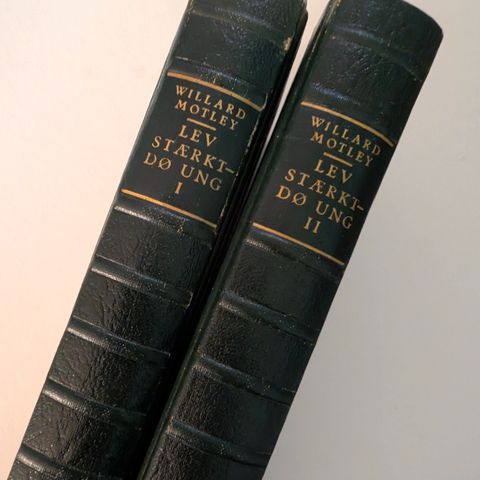 WILLARD
MOTLEY
LEV
STÆRKT-
DØ UNG
I
WILLARD
MOTLEY
LEV
STÆRKT-
DØ UNG
II